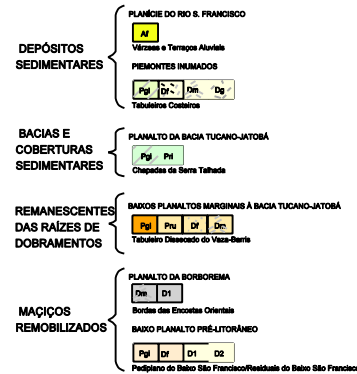 PLANÍCIE DO RIO S. FRANCISCO
Af
Várzeas e Terraços Aluviais
DEPÓSITOS
SEDIMENTARES
PIEMONTES INUMADOS
Pgi Df Dm Dg
Tabuleiros Costeiros
BACIAS E
COBERTURAS
SEDIMENTARES
PLANALTO DA BACIA TUCANO-JATOBÁ
Pgi Pri
Chapadas da Serra Talhada
REMANESCENTES
DAS RAÍZES DE
DOBRAMENTOS
BAIXOS PLANALTOS MARGINAIS À BACIA TUCANO-JATOBÁ
Pgi Pru Df Dm
Tabuleiro Dissecado do Vaza-Barris
MACIÇOS
REMOBILIZADOS
PLANALTO DA BORBOREMA
Dm D1
Bordas das Encostas Orientais
BAIXO PLANALTO PRÉ-LITORÂNEO
Pgi Df D1 D2
Pediplano do Baixo São Francisco/Residuais do Baixo São Francisco